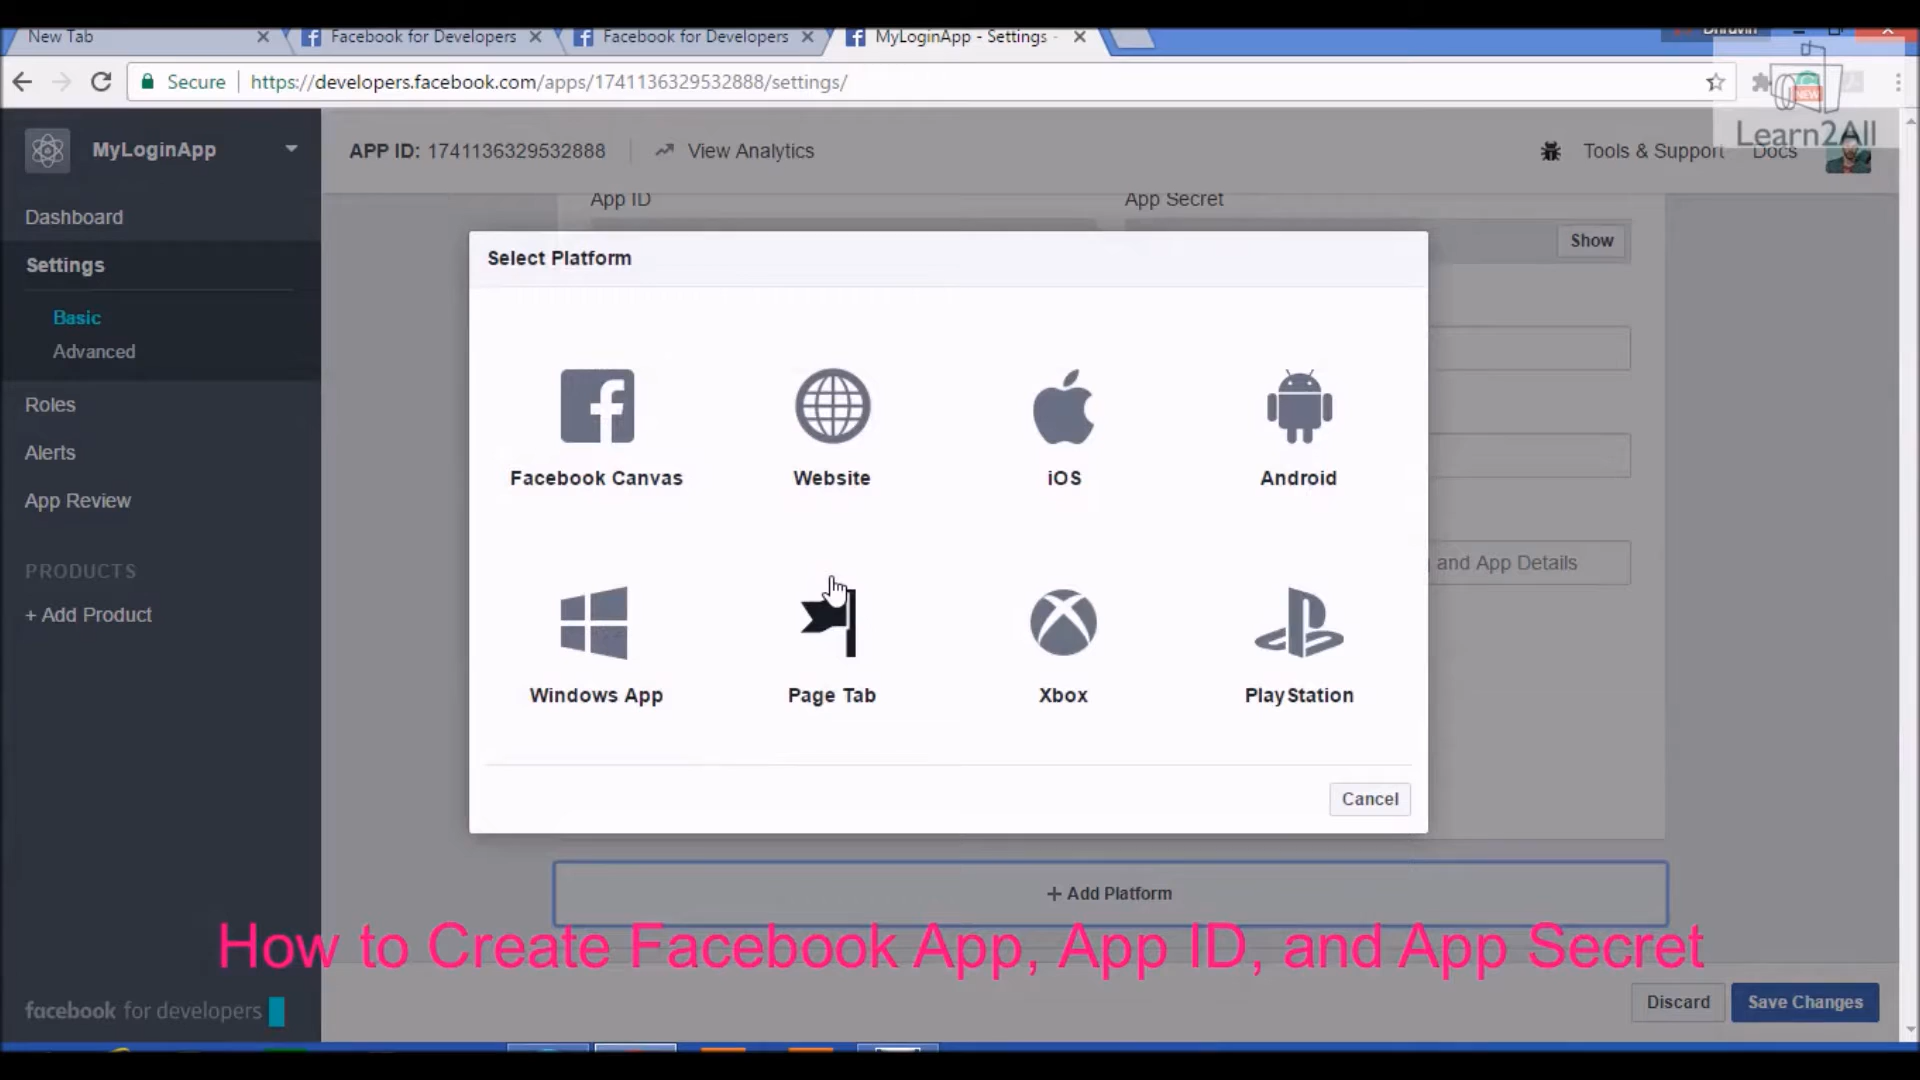 New Tab
Facebook for Developers
Facebook for Developers
MyLoginApp - Settings -
Dhruvin
Secure
https://developers.facebook.com/apps/1741136329532888/settings/
NEW
Learn2All
MyLoginApp
APP ID: 1741136329532888
View Analytics
Tools & Support
Docs
Dashboard
Settings
Basic
Advanced
Roles
Alerts
App Review
PRODUCTS
+ Add Product
App ID
App Secret
Show
Select Platform
Facebook Canvas
Website
iOS
Android
and App Details
Windows App
Page Tab
Xbox
PlayStation
Cancel
+ Add Platform
How to Create Facebook App, App ID, and App Secret
facebook for developers
Discard
Save Changes